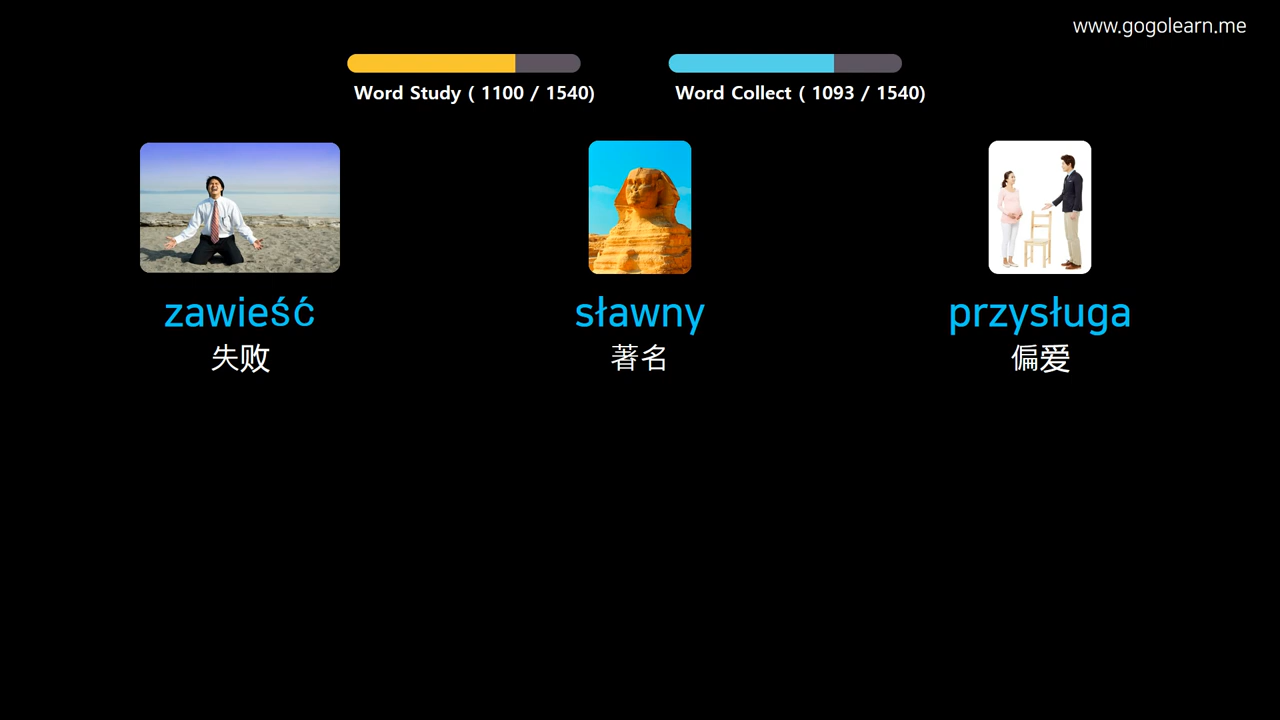 www.gogolearn.me
Word Study ( 1100 / 1540)
Word Collect ( 1093 / 1540)
zawieść
失败
sławny
著名
przysługa
偏爱